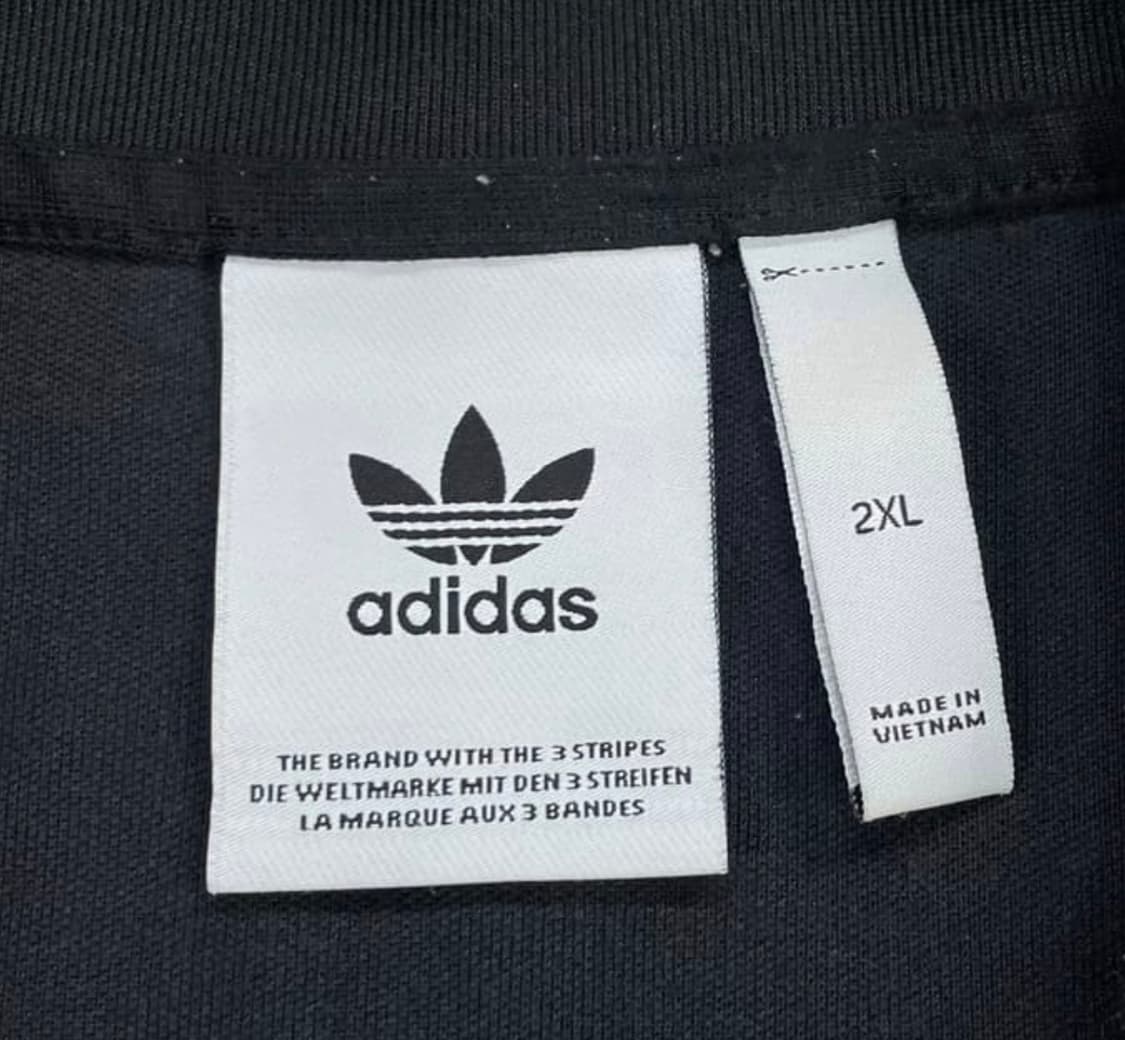 adidas
THE BRAND WITH THE 3 STRIPES
DIE WELTMARKE MIT DEN 3 STREIFEN
LA MARQUE AUX 3 BANDES
2XL
MADE IN
VIETNAM